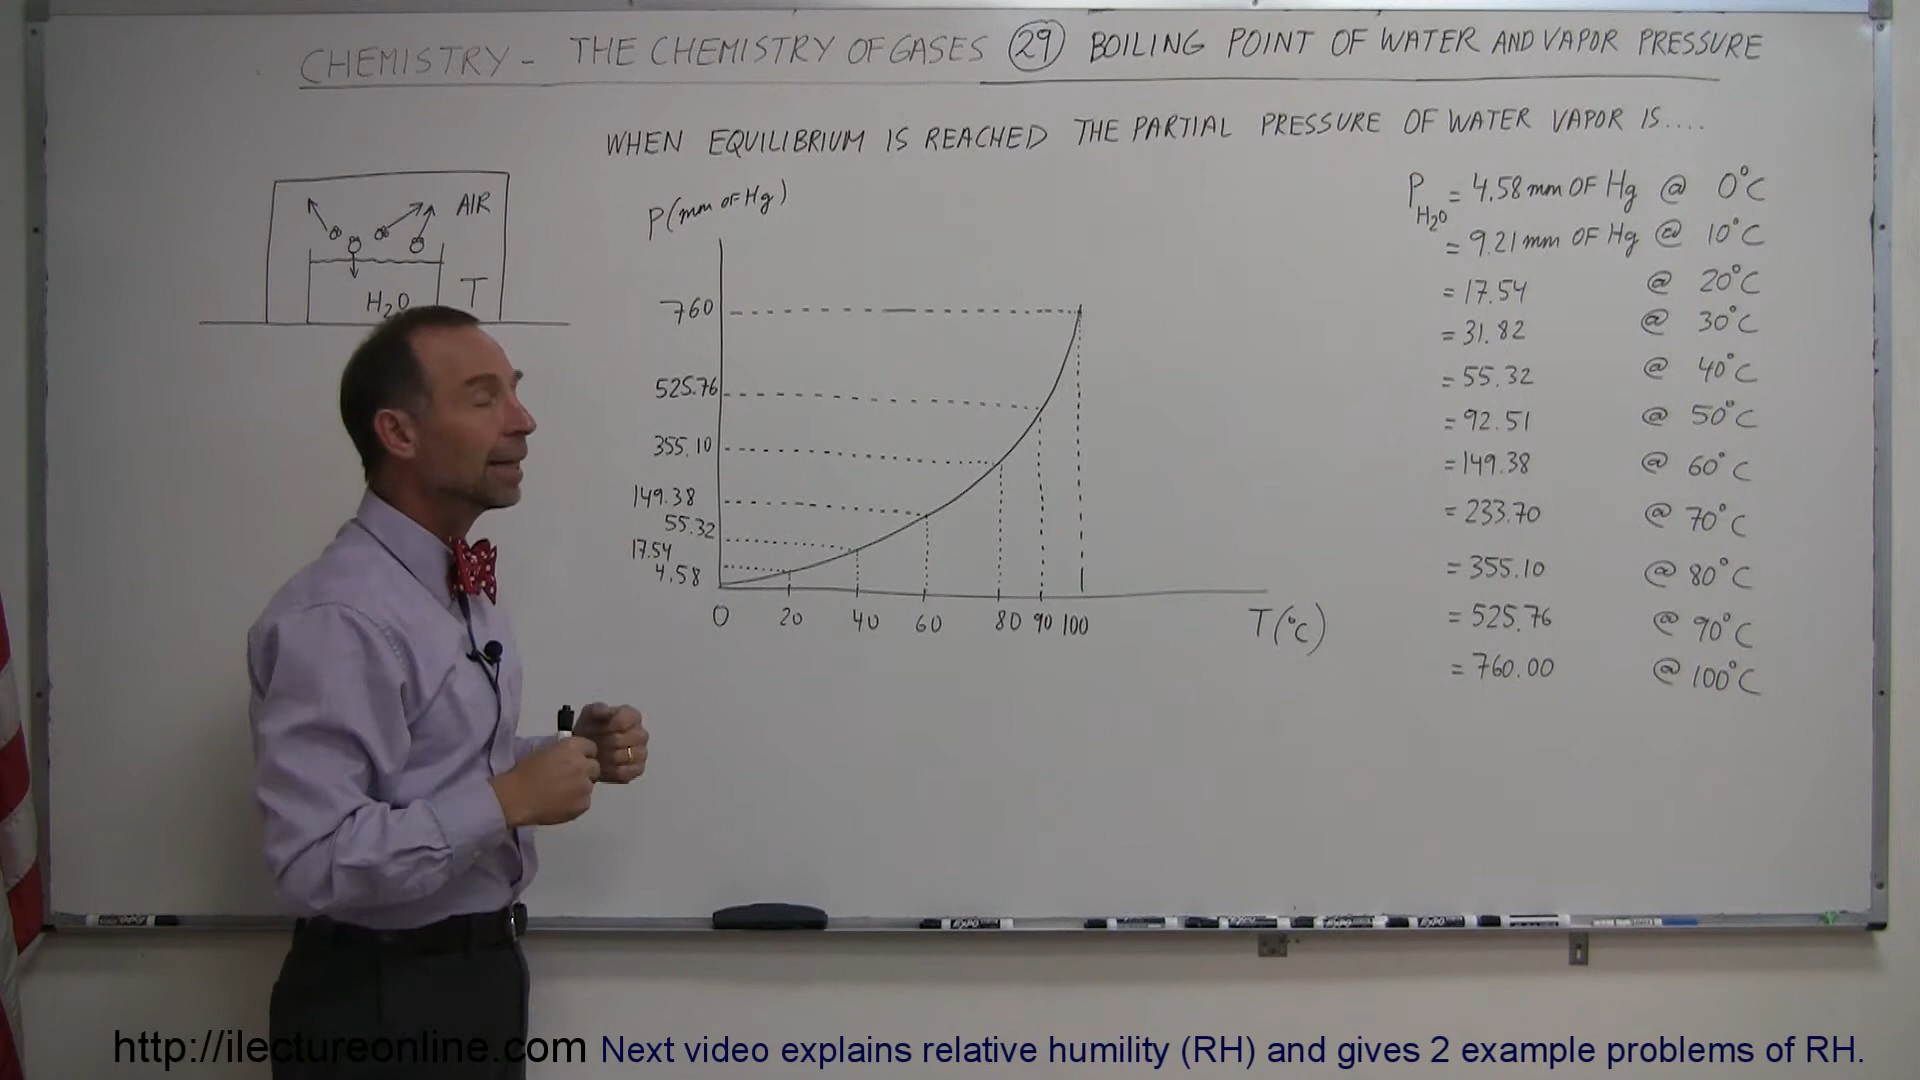 CHEMISTRY - THE CHEMISTRY OF GASES 29 BOILING POINT OF WATER AND VAPOR PRESSURE
WHEN EQUILIBRIUM IS REACHED THE PARTIAL PRESSURE OF WATER VAPOR IS....
AIR
H2O
T
P(mm OF Hg)
760
525.76
355.10
149.38
55.32
17.54
4.58
0 20 40 60 80 90 100
T(°C)
P H2O = 4.58 mm OF Hg @ 0°C
= 9.21 mm OF Hg @ 10°C
= 17.54 @ 20°C
= 31.82 @ 30°C
= 55.32 @ 40°C
= 92.51 @ 50°C
= 149.38 @ 60°C
= 233.70 @ 70°C
= 355.10 @ 80°C
= 525.76 @ 90°C
= 760.00 @ 100°C
http://ilectureonline.com Next video explains relative humility (RH) and gives 2 example problems of RH.